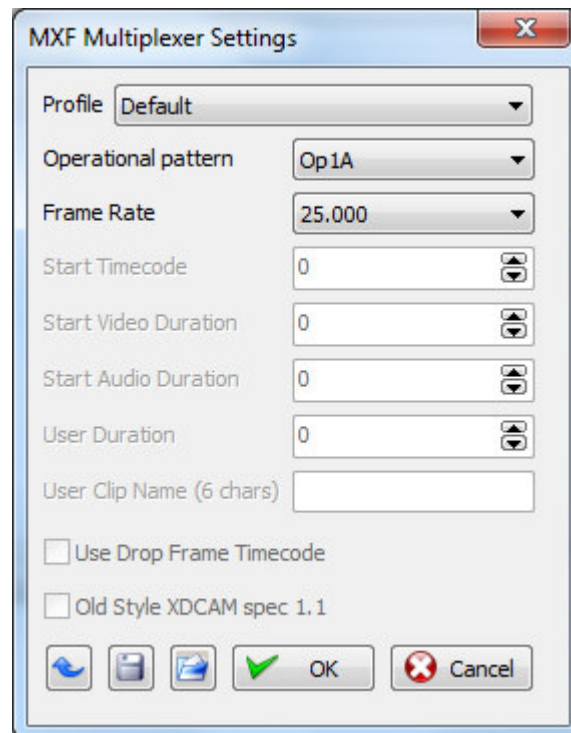 MXF Multiplexer Settings
Profile Default
Operational pattern Op1A
Frame Rate 25.000
Start Timecode 0
Start Video Duration 0
Start Audio Duration 0
User Duration 0
User Clip Name (6 chars)
Use Drop Frame Timecode
Old Style XDCAM spec 1.1
OK Cancel